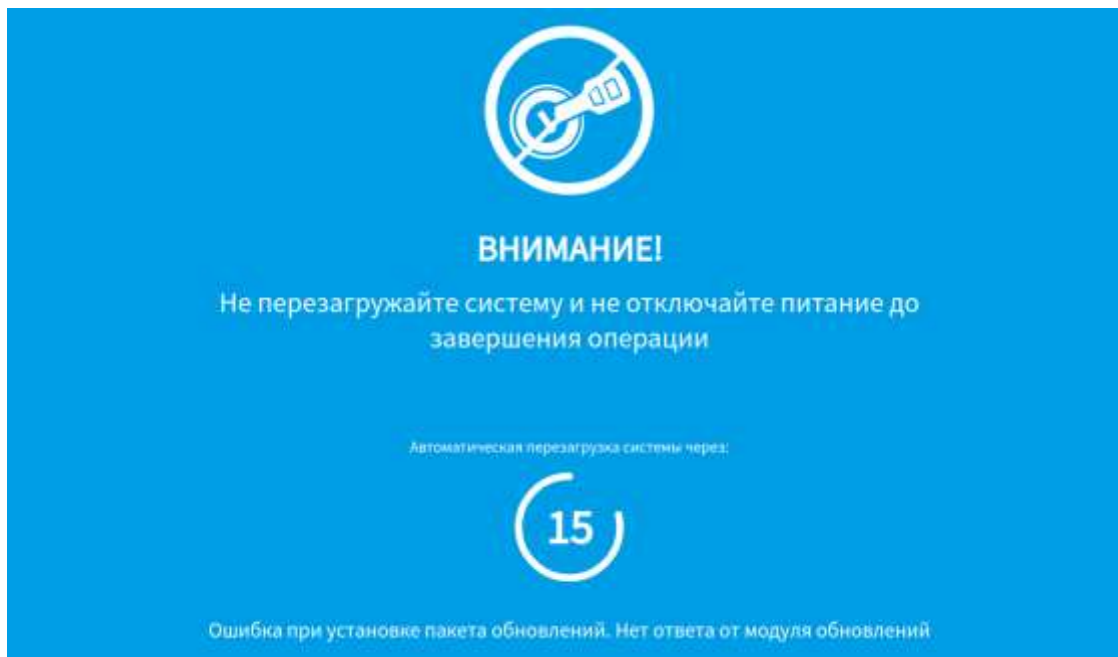 ВНИМАНИЕ!
Не перезагружайте систему и не отключайте питание до
завершения операции
Автоматическая перезагрузка системы через:
15
Ошибка при установке пакета обновлений. Нет ответа от модуля обновлений